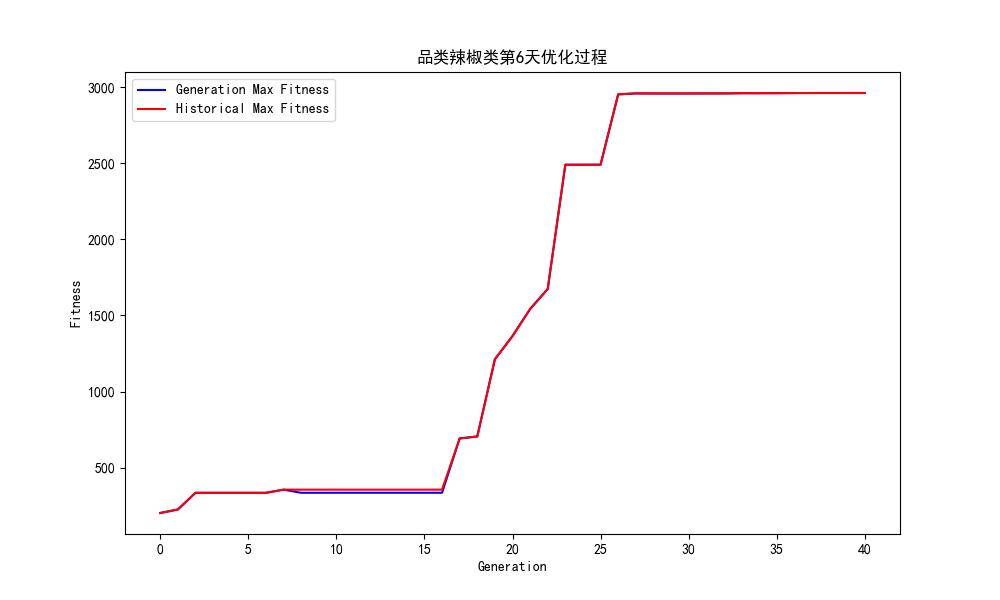 品类辣椒类第6天优化过程
Generation Max Fitness
Historical Max Fitness
Fitness
3000
2500
2000
1500
1000
500
0 5 10 15 20 25 30 35 40
Generation